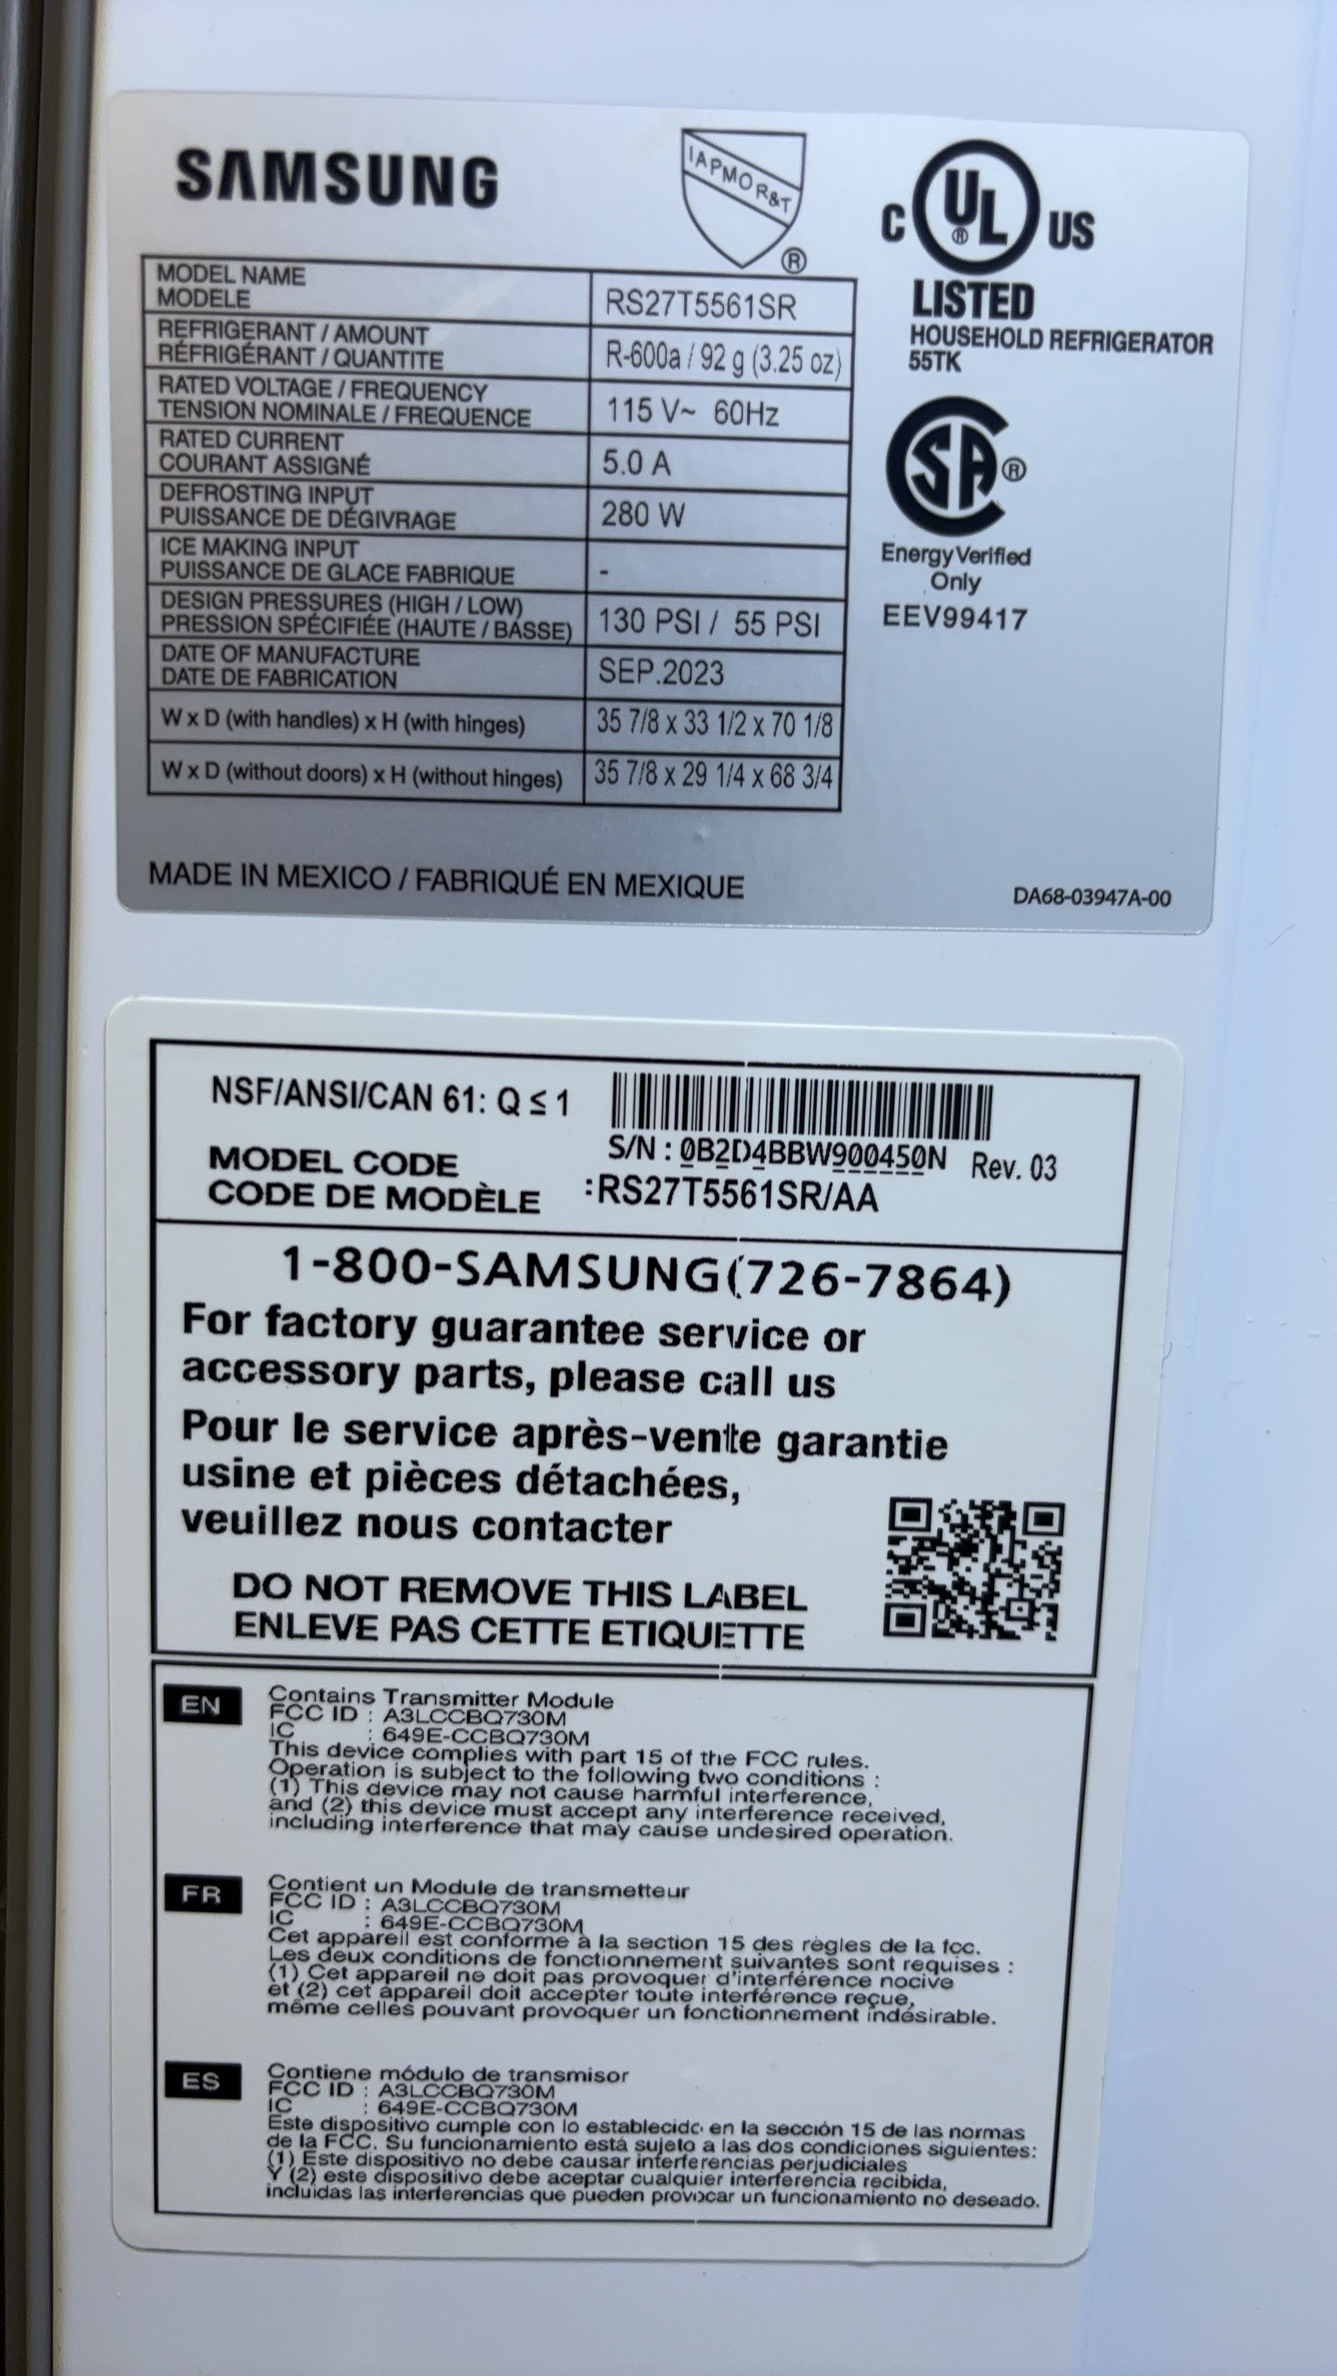 SAMSUNG
IAPMO R&T
®
C UL ® US
LISTED
HOUSEHOLD REFRIGERATOR
55TK
MODEL NAME
MODELE
RS27T5561SR
REFRIGERANT / AMOUNT
RÉFRIGÉRANT / QUANTITE
R-600a / 92 g (3.25 oz)
RATED VOLTAGE / FREQUENCY
TENSION NOMINALE / FREQUENCE
115 V~ 60Hz
RATED CURRENT
COURANT ASSIGNÉ
5.0 A
DEFROSTING INPUT
PUISSANCE DE DÉGIVRAGE
280 W
ICE MAKING INPUT
PUISSANCE DE GLACE FABRIQUE
-
DESIGN PRESSURES (HIGH / LOW)
PRESSION SPÉCIFIÉE (HAUTE / BASSE)
130 PSI / 55 PSI
DATE OF MANUFACTURE
DATE DE FABRICATION
SEP.2023
W x D (with handles) x H (with hinges)
35 7/8 x 33 1/2 x 70 1/8
W x D (without doors) x H (without hinges)
35 7/8 x 29 1/4 x 68 3/4
SA®
Energy Verified
Only
EEV99417
MADE IN MEXICO / FABRIQUÉ EN MEXIQUE
DA68-03947A-00
NSF/ANSI/CAN 61: Q ≤ 1
S/N : 0B2D4BBW900450N Rev. 03
MODEL CODE
CODE DE MODÈLE :RS27T5561SR/AA
1-800-SAMSUNG(726-7864)
For factory guarantee service or
accessory parts, please call us
Pour le service après-vente garantie
usine et pièces détachées,
veuillez nous contacter
DO NOT REMOVE THIS LABEL
ENLEVE PAS CETTE ETIQUETTE
EN
Contains Transmitter Module
FCC ID : A3LCCBQ730M
IC : 649E-CCBQ730M
This device complies with part 15 of the FCC rules.
Operation is subject to the following two conditions :
(1) This device may not cause harmful interference,
and (2) this device must accept any interference received,
including interference that may cause undesired operation.
FR
Contient un Module de transmetteur
FCC ID : A3LCCBQ730M
IC : 649E-CCBQ730M
Cet appareil est conforme à la section 15 des règles de la fcc.
Les deux conditions de fonctionnement suivantes sont requises :
(1) Cet appareil ne doit pas provoquer d'interférence nocive
et (2) cet appareil doit accepter toute interférence reçue,
même celles pouvant provoquer un fonctionnement indésirable.
ES
Contiene módulo de transmisor
FCC ID : A3LCCBQ730M
IC : 649E-CCBQ730M
Este dispositivo cumple con lo establecido en la sección 15 de las normas
de la FCC. Su funcionamiento está sujeto a las dos condiciones siguientes:
(1) Este dispositivo no debe causar interferencias perjudiciales
Y (2) este dispositivo debe aceptar cualquier interferencia recibida,
incluidas las interferencias que pueden provocar un funcionamiento no deseado.